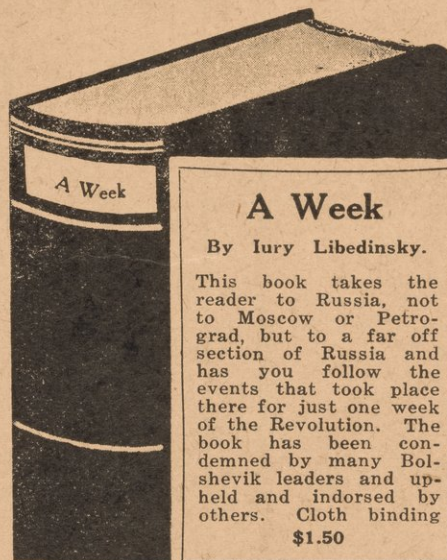 A Week
A Week
By Iury Libedinsky.
This book takes the
reader to Russia, not
to Moscow or Petro-
grad, but to a far off
section of Russia and
has you follow the
events that took place
there for just one week
of the Revolution. The
book has been con-
demned by many Bol-
shevik leaders and up-
held and indorsed by
others. Cloth binding
$1.50